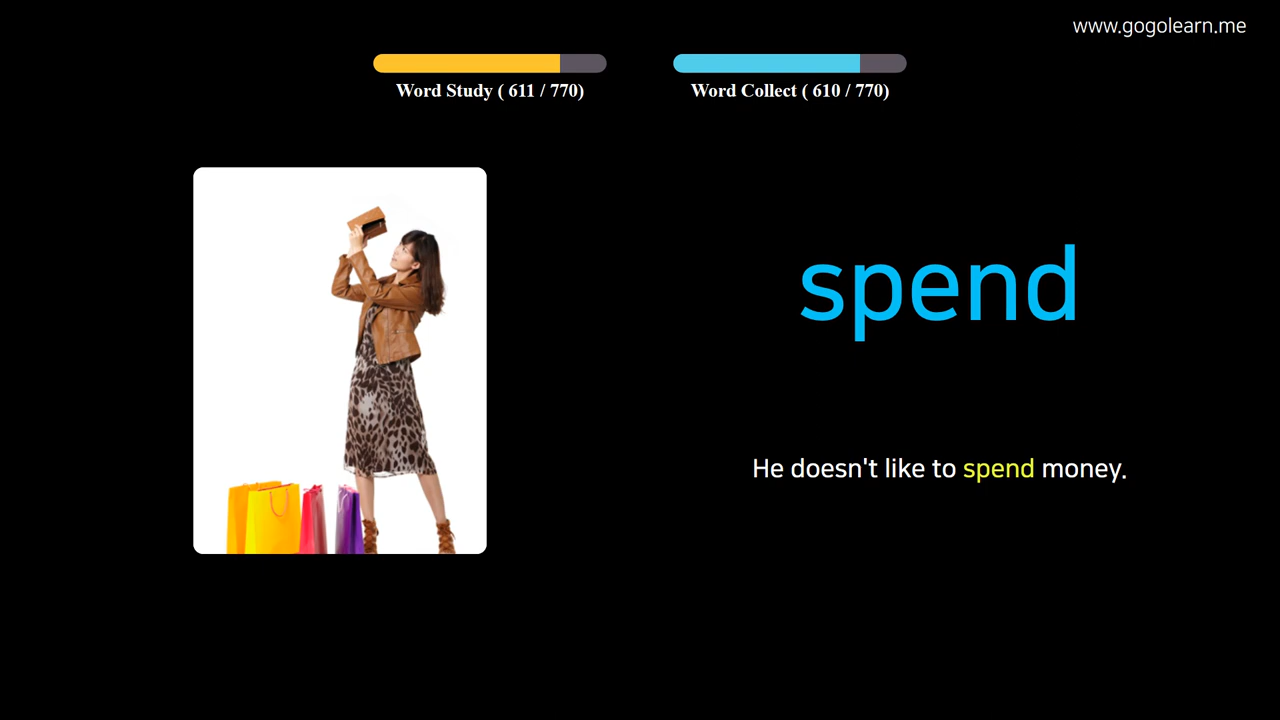 www.gogolearn.me
Word Study ( 611 / 770)
Word Collect ( 610 / 770)
spend
He doesn't like to spend money.